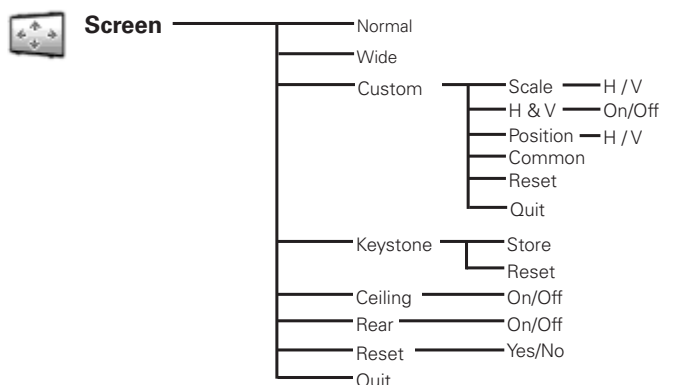 Screen
Normal
Wide
Custom
Scale H / V
H & V On/Off
Position H / V
Common
Reset
Quit
Keystone Store
Reset
Ceiling On/Off
Rear On/Off
Reset Yes/No
Quit